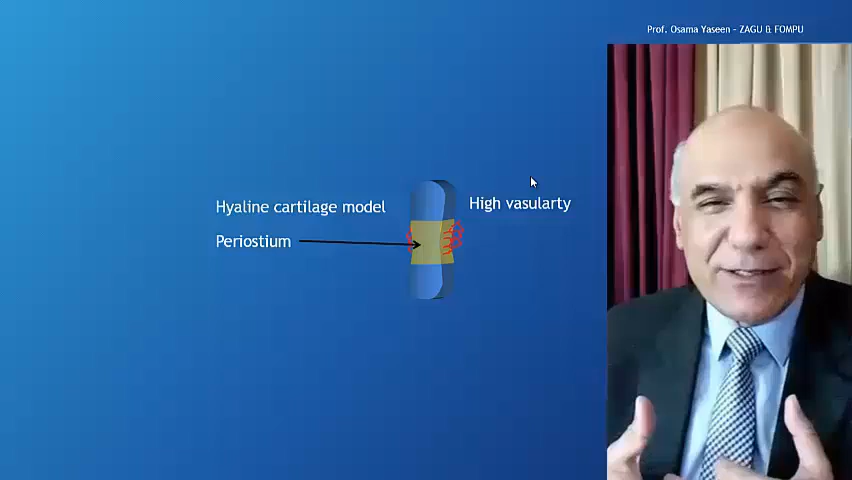 Prof. Osama Yaseen - ZAGU & FOMPU
Hyaline cartilage model
High vasularty
Periostium